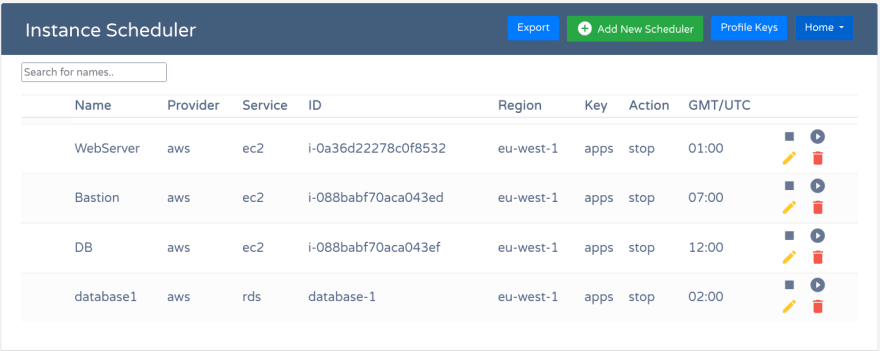 Instance Scheduler Export Add New Scheduler Profile Keys Home
Search for names..
Name Provider Service ID Region Key Action GMT/UTC
WebServer aws ec2 i-0a36d22278c0f8532 eu-west-1 apps stop 01:00
Bastion aws ec2 i-088babf70aca043ed eu-west-1 apps stop 07:00
DB aws ec2 i-088babf70aca043ef eu-west-1 apps stop 12:00
database1 aws rds database-1 eu-west-1 apps stop 02:00